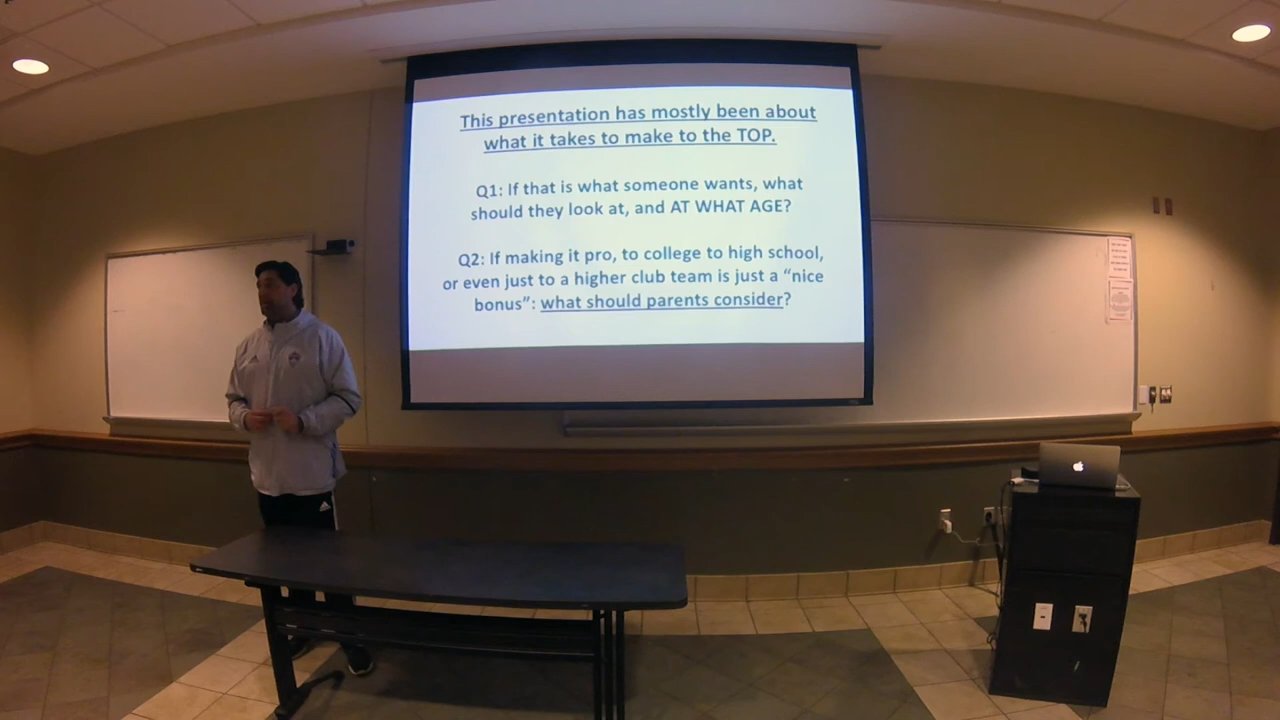 This presentation has mostly been about
what it takes to make to the TOP.
Q1: If that is what someone wants, what
should they look at, and AT WHAT AGE?
Q2: If making it pro, to college to high school,
or even just to a higher club team is just a “nice
bonus”: what should parents consider?